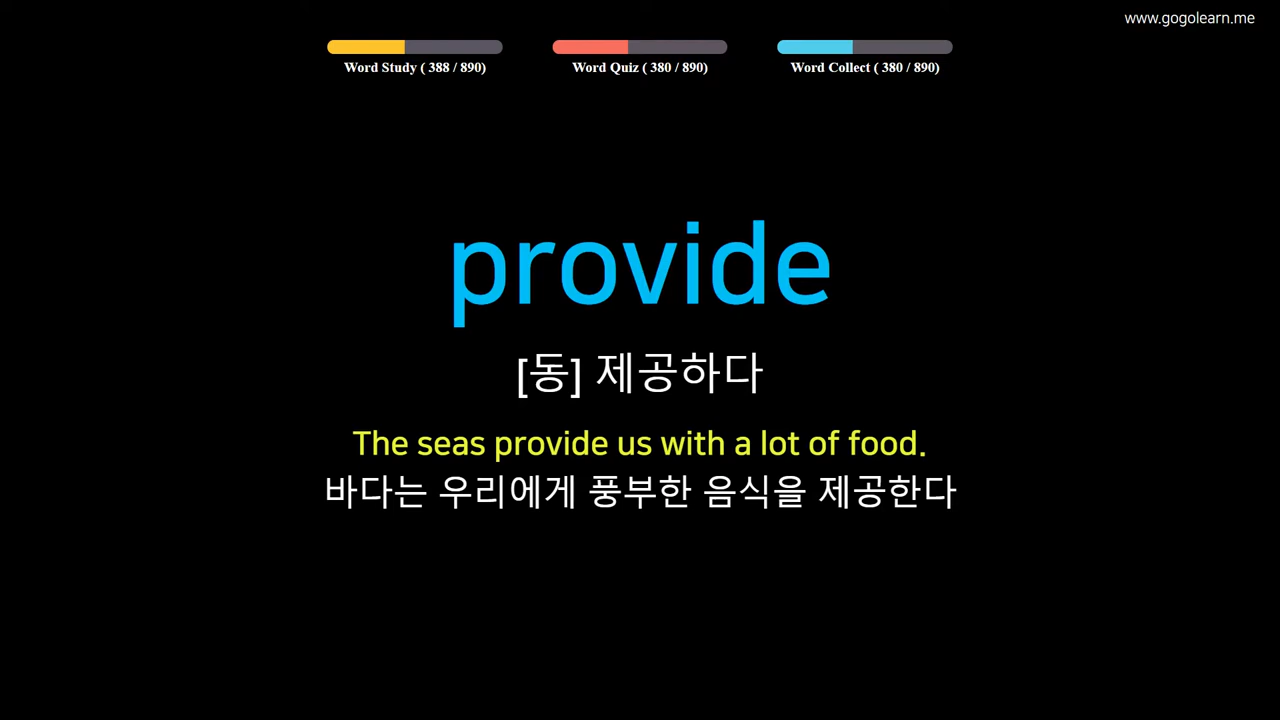 www.gogolearn.me
Word Study ( 388 / 890)
Word Quiz ( 380 / 890)
Word Collect ( 380 / 890)
provide
[동] 제공하다
The seas provide us with a lot of food.
바다는 우리에게 풍부한 음식을 제공한다